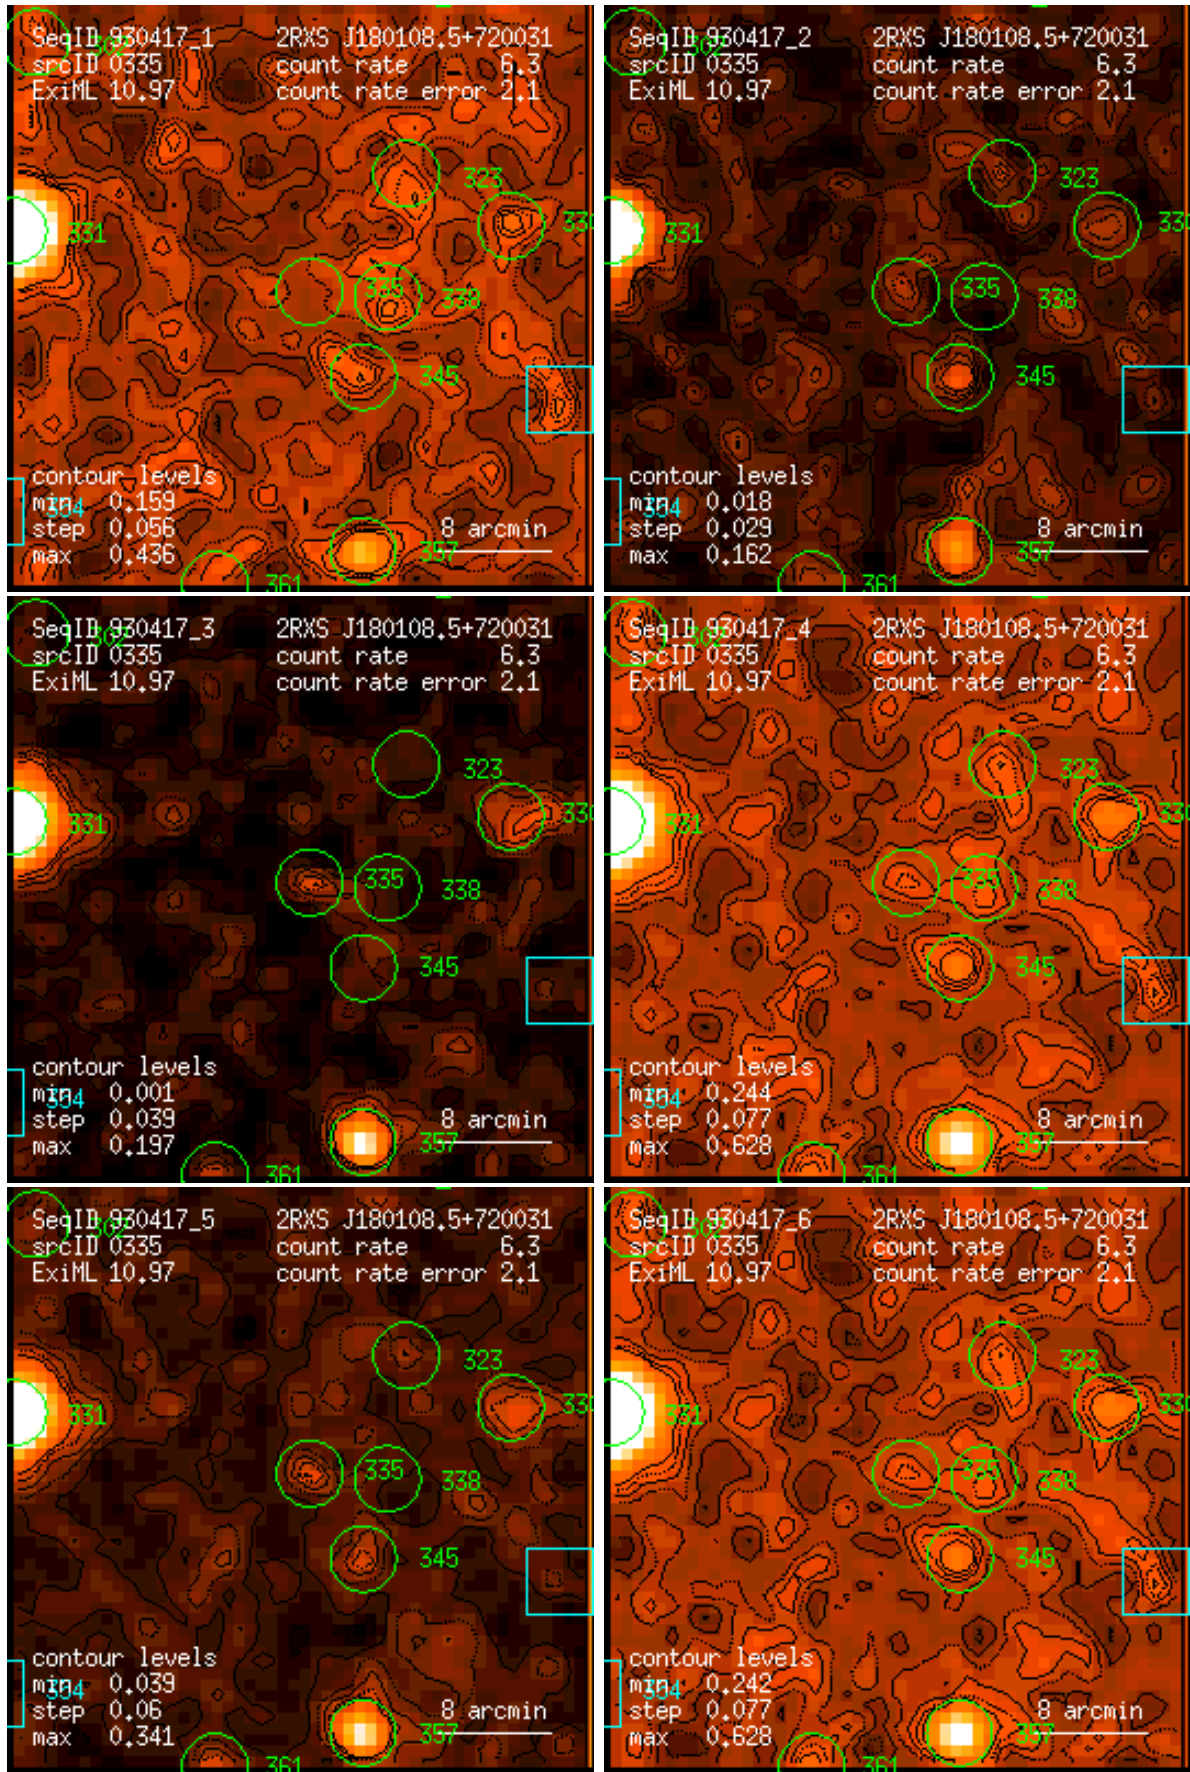 SeqID 930417_1 2RXS J180108.5+720031
srcID 0335 count rate 6.3
ExiML 10.97 count rate error 2.1
323
331
335 338
345
contour levels
min 0.159
step 0.056 8 arcmin
max 0.436 357
361
SeqID 930417_2 2RXS J180108.5+720031
srcID 0335 count rate 6.3
ExiML 10.97 count rate error 2.1
323
331
335 338
345
contour levels
min 0.018
step 0.029 8 arcmin
max 0.162 357
361
SeqID 930417_3 2RXS J180108.5+720031
srcID 0335 count rate 6.3
ExiML 10.97 count rate error 2.1
323
331
335 338
345
contour levels
min 0.001
step 0.039 8 arcmin
max 0.197 357
361
SeqID 930417_4 2RXS J180108.5+720031
srcID 0335 count rate 6.3
ExiML 10.97 count rate error 2.1
323
331
335 338
345
contour levels
min 0.244
step 0.077 8 arcmin
max 0.628 357
361
SeqID 930417_5 2RXS J180108.5+720031
srcID 0335 count rate 6.3
ExiML 10.97 count rate error 2.1
323
331
335 338
345
contour levels
min 0.039
step 0.06 8 arcmin
max 0.341 357
361
SeqID 930417_6 2RXS J180108.5+720031
srcID 0335 count rate 6.3
ExiML 10.97 count rate error 2.1
323
331
335 338
345
contour levels
min 0.242
step 0.077 8 arcmin
max 0.628 357
361